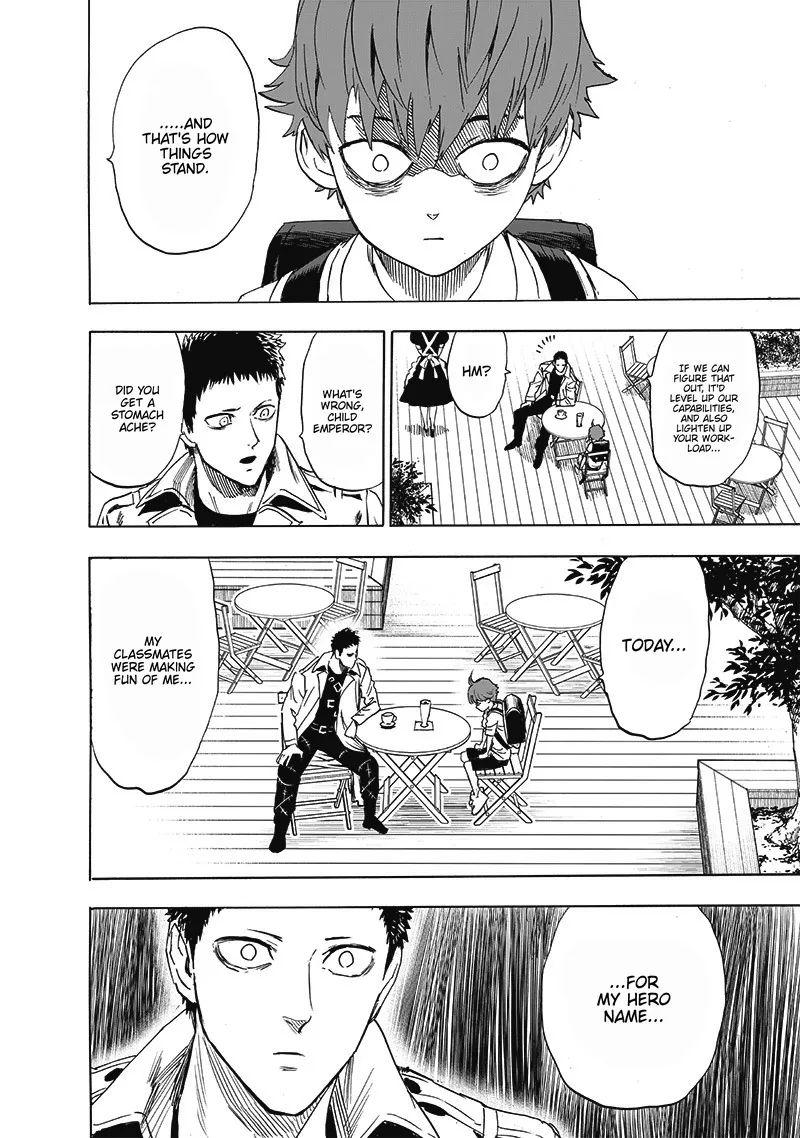 .....AND
THAT'S HOW
THINGS
STAND.
IF WE CAN
FIGURE THAT
OUT, IT'D
LEVEL UP OUR
CAPABILITIES,
AND ALSO
LIGHTEN UP
YOUR WORK-
LOAD...
HM?
WHAT'S
WRONG,
CHILD
EMPEROR?
DID YOU
GET A
STOMACH
ACHE?
TODAY...
MY
CLASSMATES
WERE MAKING
FUN OF ME...
...FOR
MY HERO
NAME...